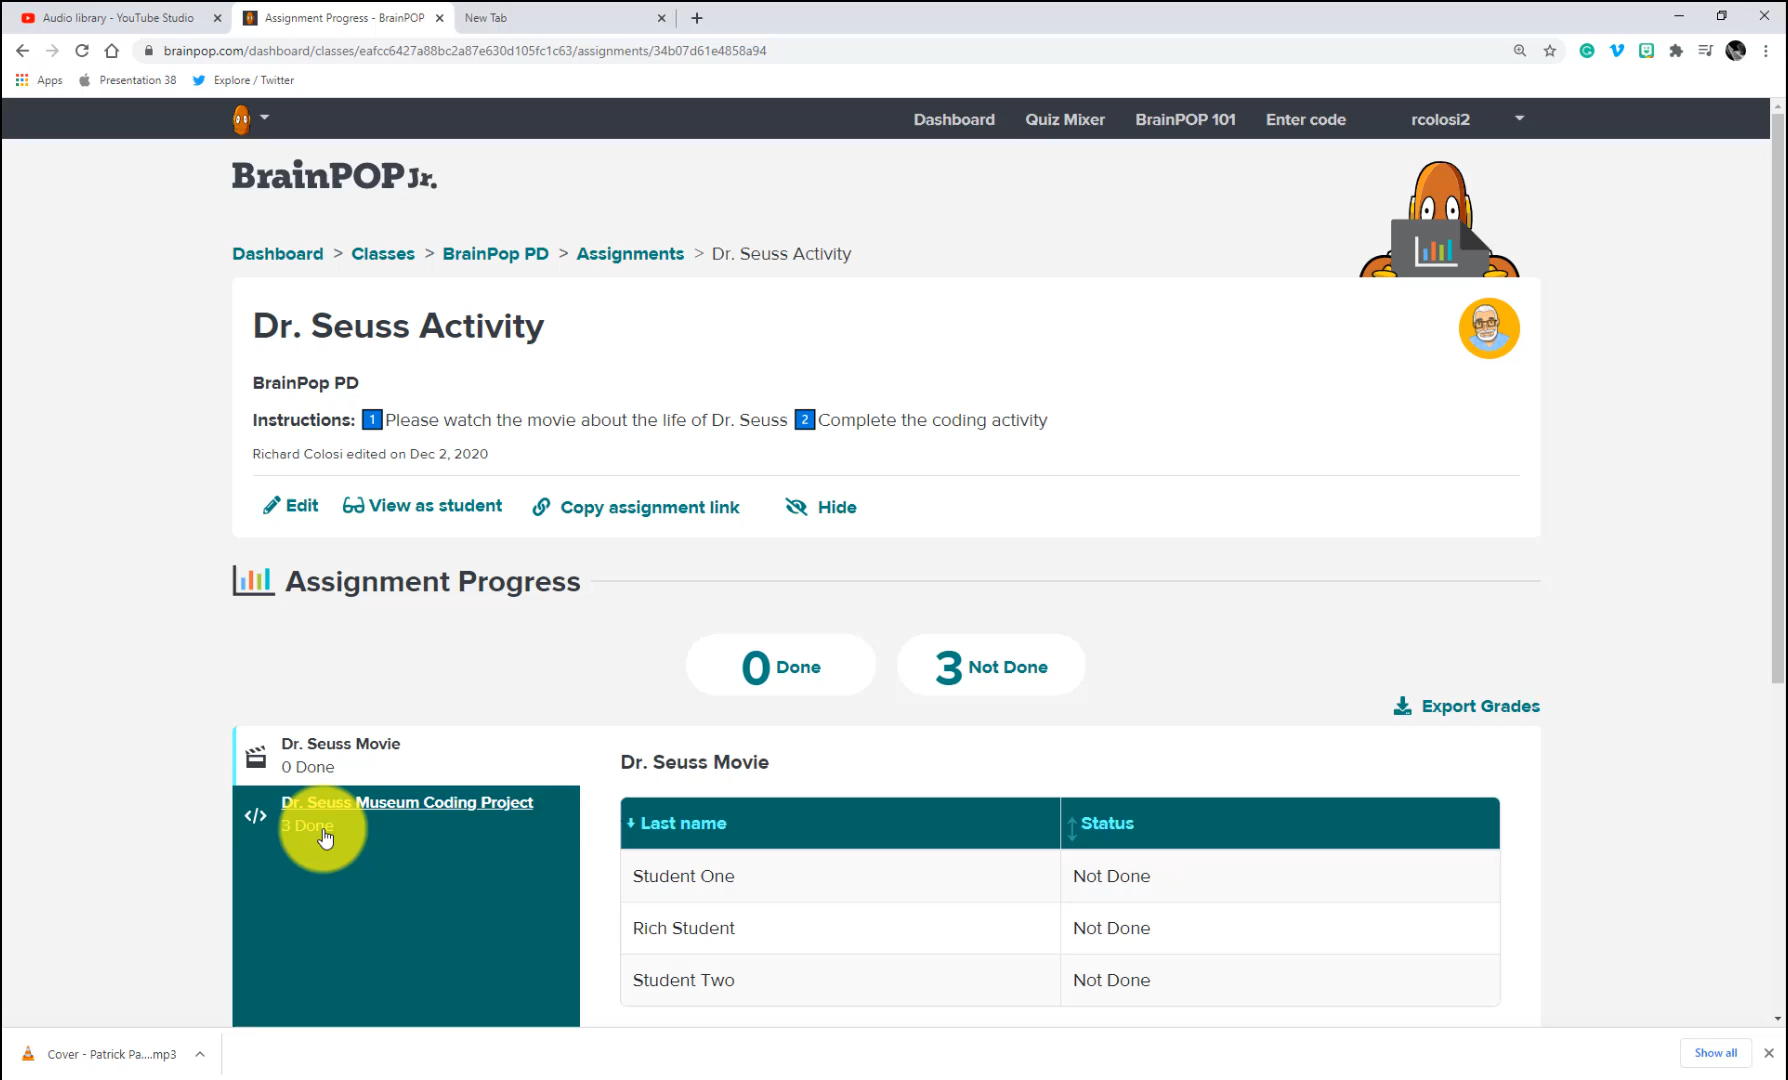 Audio library - YouTube Studio
Assignment Progress - BrainPOP
New Tab
brainpop.com/dashboard/classes/eafcc6427a88bc2a87e630d105fc1c63/assignments/34b07d61e4858a94
Apps
Presentation 38
Explore / Twitter
Dashboard
Quiz Mixer
BrainPOP 101
Enter code
rcolosi2
BrainPOP Jr.
Dashboard > Classes > BrainPop PD > Assignments > Dr. Seuss Activity
Dr. Seuss Activity
BrainPop PD
Instructions: 1 Please watch the movie about the life of Dr. Seuss 2 Complete the coding activity
Richard Colosi edited on Dec 2, 2020
Edit
View as student
Copy assignment link
Hide
Assignment Progress
0 Done
3 Not Done
Export Grades
Dr. Seuss Movie
0 Done
Dr. Seuss Museum Coding Project
3 Done
Dr. Seuss Movie
Last name Status
Student One Not Done
Rich Student Not Done
Student Two Not Done
Cover - Patrick Pa....mp3
Show all